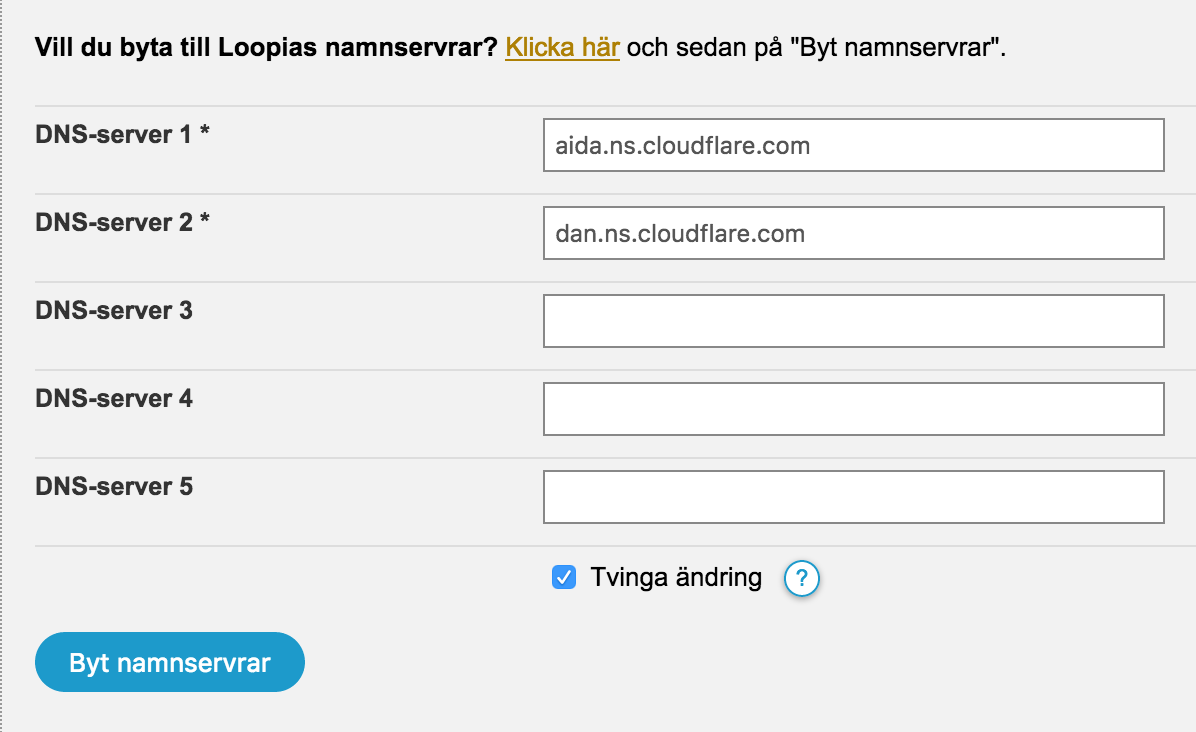 Vill du byta till Loopias namnservrar? Klicka här och sedan på "Byt namnservrar".
DNS-server 1 *
aida.ns.cloudflare.com
DNS-server 2 *
dan.ns.cloudflare.com
DNS-server 3
DNS-server 4
DNS-server 5
Tvinga ändring ?
Byt namnservrar